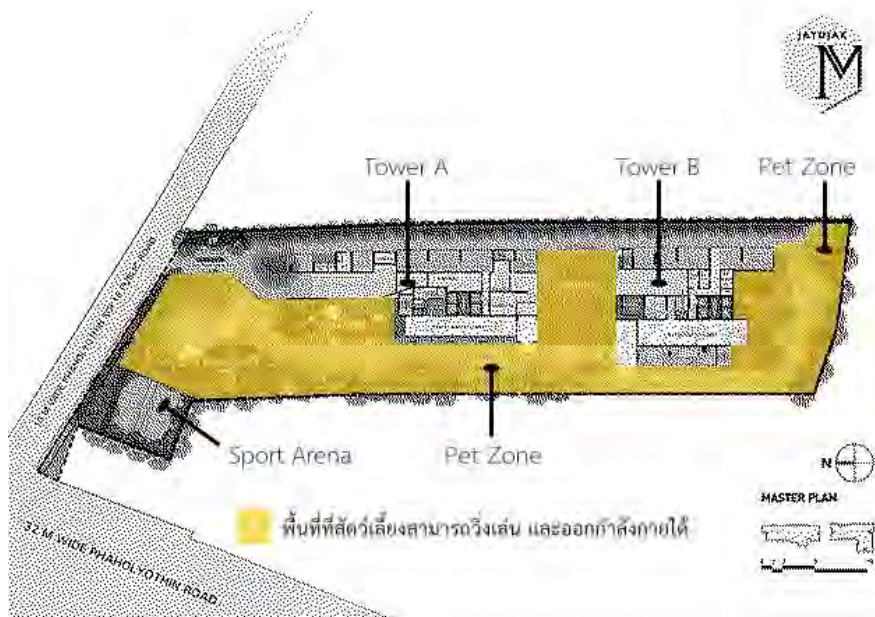 JATUJAK
M
Tower A
Tower B
Pet Zone
Sport Arena
Pet Zone
N
MASTER PLAN
พื้นที่ที่สัตว์เลี้ยงสามารถวิ่งเล่น และออกกำลังกายได้
32 M WIDE PHAHOLYOTHIN ROAD